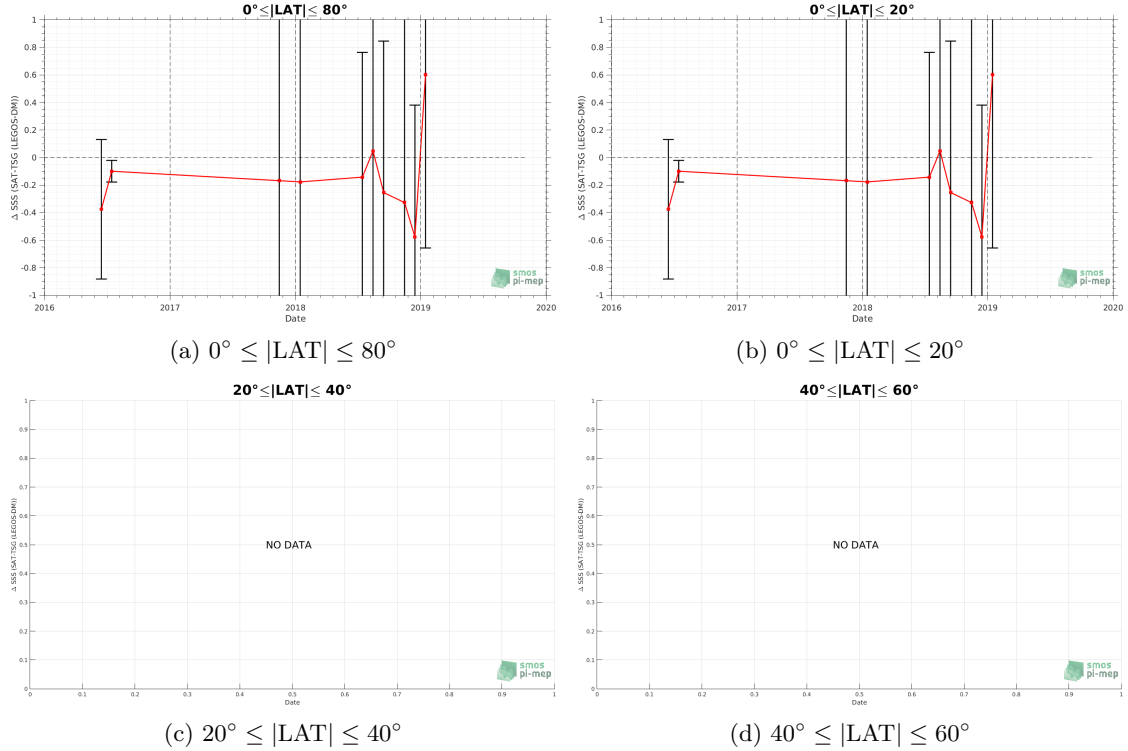 0°≤|LAT|≤ 80°
Δ SSS (SAT-TSG (LEGOS-DM))
1
0.8
0.6
0.4
0.2
0
-0.2
-0.4
-0.6
-0.8
-1
2016 2017 2018 2019 2020
Date
smos
pi-mep
(a) 0° ≤ |LAT| ≤ 80°
0°≤|LAT|≤ 20°
Δ SSS (SAT-TSG (LEGOS-DM))
1
0.8
0.6
0.4
0.2
0
-0.2
-0.4
-0.6
-0.8
-1
2016 2017 2018 2019 2020
Date
smos
pi-mep
(b) 0° ≤ |LAT| ≤ 20°
20°≤|LAT|≤ 40°
Δ SSS (SAT-TSG (LEGOS-DM))
1
0.9
0.8
0.7
0.6
0.5
0.4
0.3
0.2
0.1
0
NO DATA
0 0.1 0.2 0.3 0.4 0.5 0.6 0.7 0.8 0.9 1
Date
smos
pi-mep
(c) 20° ≤ |LAT| ≤ 40°
40°≤|LAT|≤ 60°
Δ SSS (SAT-TSG (LEGOS-DM))
1
0.9
0.8
0.7
0.6
0.5
0.4
0.3
0.2
0.1
0
NO DATA
0 0.1 0.2 0.3 0.4 0.5 0.6 0.7 0.8 0.9 1
Date
smos
pi-mep
(d) 40° ≤ |LAT| ≤ 60°